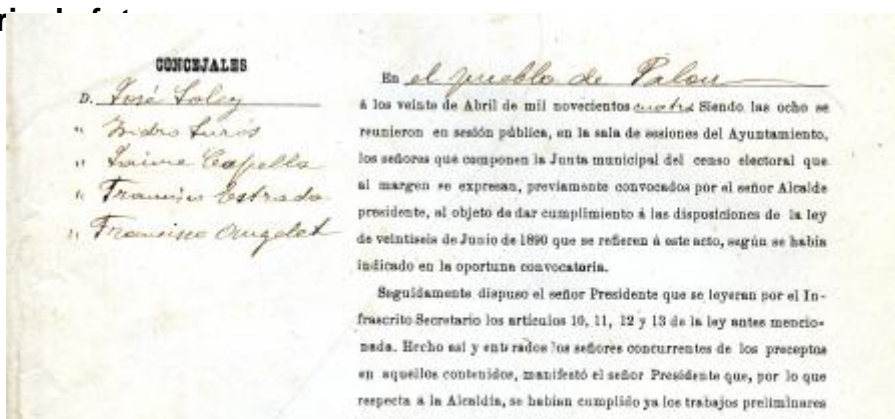 CONCEJALES
D. José Soley
" Isidro Surós
" Jaime Capella
" Francisco Estrada
" Francisco Angelet
En el pueblo de Palou
á los veinte de Abril de mil novecientos cuatro Siendo las ocho se
reunieron en sesión pública, en la sala de sesiones del Ayuntamiento,
los señores que componen la Junta municipal del censo electoral que
al margen se expresan, previamente convocados por el señor Alcalde
presidente, al objeto de dar cumplimiento á las disposiciones de la ley
de veintiseis de Junio de 1890 que se refieren á este acto, según se había
indicado en la oportuna convocatoria.
Seguidamente dispuso el señor Presidente que se leyeran por el In-
frascrito Secretario los artículos 10, 11, 12 y 13 de la ley antes mencio-
nada. Hecho así y enterados los señores concurrentes de los preceptos
en aquellos contenidos, manifestó el señor Presidente que, por lo que
respecta á la Alcaldía, se habían cumplido ya los trabajos preliminares